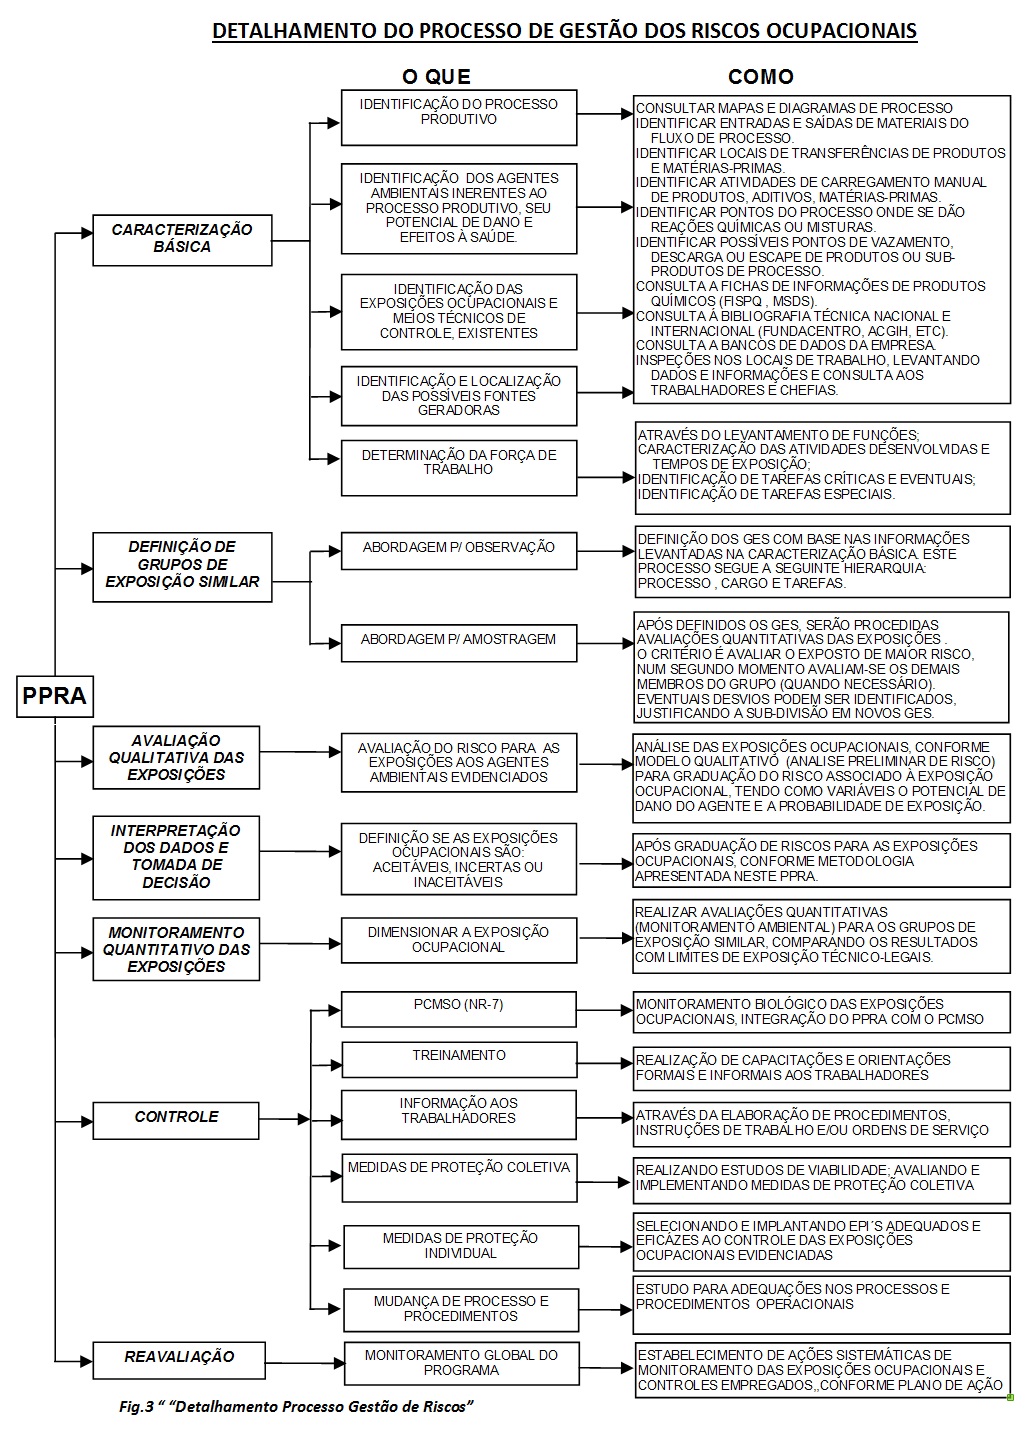 DETALHAMENTO DO PROCESSO DE GESTÃO DOS RISCOS OCUPACIONAIS
O QUE
COMO
PPRA
CARACTERIZAÇÃO
BÁSICA
IDENTIFICAÇÃO DO PROCESSO
PRODUTIVO
IDENTIFICAÇÃO DOS AGENTES
AMBIENTAIS INERENTES AO
PROCESSO PRODUTIVO, SEU
POTENCIAL DE DANO E
EFEITOS À SAÚDE.
IDENTIFICAÇÃO DAS
EXPOSIÇÕES OCUPACIONAIS E
MEIOS TÉCNICOS DE
CONTROLE, EXISTENTES
IDENTIFICAÇÃO E LOCALIZAÇÃO
DAS POSSÍVEIS FONTES
GERADORAS
CONSULTAR MAPAS E DIAGRAMAS DE PROCESSO
IDENTIFICAR ENTRADAS E SAÍDAS DE MATERIAIS DO
FLUXO DE PROCESSO.
IDENTIFICAR LOCAIS DE TRANSFERÊNCIAS DE PRODUTOS
E MATÉRIAS-PRIMAS.
IDENTIFICAR ATIVIDADES DE CARREGAMENTO MANUAL
DE PRODUTOS, ADITIVOS, MATÉRIAS-PRIMAS.
IDENTIFICAR PONTOS DO PROCESSO ONDE SE DÃO
REAÇÕES QUÍMICAS OU MISTURAS.
IDENTIFICAR POSSÍVEIS PONTOS DE VAZAMENTO,
DESCARGA OU ESCAPE DE PRODUTOS OU SUB-
PRODUTOS DE PROCESSO.
CONSULTA A FICHAS DE INFORMAÇÕES DE PRODUTOS
QUÍMICOS (FISPQ , MSDS).
CONSULTA À BIBLIOGRAFIA TÉCNICA NACIONAL E
INTERNACIONAL (FUNDACENTRO, ACGIH, ETC).
CONSULTA A BANCOS DE DADOS DA EMPRESA.
INSPEÇÕES NOS LOCAIS DE TRABALHO, LEVANTANDO
DADOS E INFORMAÇÕES E CONSULTA AOS
TRABALHADORES E CHEFIAS.
DETERMINAÇÃO DA FORÇA DE
TRABALHO
ATRAVÉS DO LEVANTAMENTO DE FUNÇÕES;
CARACTERIZAÇÃO DAS ATIVIDADES DESENVOLVIDAS E
TEMPOS DE EXPOSIÇÃO;
IDENTIFICAÇÃO DE TAREFAS CRÍTICAS E EVENTUAIS;
IDENTIFICAÇÃO DE TAREFAS ESPECIAIS.
DEFINIÇÃO DE
GRUPOS DE
EXPOSIÇÃO SIMILAR
ABORDAGEM P/ OBSERVAÇÃO
DEFINIÇÃO DOS GES COM BASE NAS INFORMAÇÕES
LEVANTADAS NA CARACTERIZAÇÃO BÁSICA. ESTE
PROCESSO SEGUE A SEGUINTE HIERARQUIA:
PROCESSO , CARGO E TAREFAS.
ABORDAGEM P/ AMOSTRAGEM
APÓS DEFINIDOS OS GES, SERÃO PROCEDIDAS
AVALIAÇÕES QUANTITATIVAS DAS EXPOSIÇÕES .
O CRITÉRIO É AVALIAR O EXPOSTO DE MAIOR RISCO,
NUM SEGUNDO MOMENTO AVALIAM-SE OS DEMAIS
MEMBROS DO GRUPO (QUANDO NECESSÁRIO).
EVENTUAIS DESVIOS PODEM SER IDENTIFICADOS,
JUSTIFICANDO A SUB-DIVISÃO EM NOVOS GES.
AVALIAÇÃO
QUALITATIVA DAS
EXPOSIÇÕES
AVALIAÇÃO DO RISCO PARA AS
EXPOSIÇÕES AOS AGENTES
AMBIENTAIS EVIDENCIADOS
ANÁLISE DAS EXPOSIÇÕES OCUPACIONAIS, CONFORME
MODELO QUALITATIVO (ANALISE PRELIMINAR DE RISCO)
PARA GRADUAÇÃO DO RISCO ASSOCIADO À EXPOSIÇÃO
OCUPACIONAL, TENDO COMO VARIÁVEIS O POTENCIAL DE
DANO DO AGENTE E A PROBABILIDADE DE EXPOSIÇÃO.
INTERPRETAÇÃO
DOS DADOS E
TOMADA DE
DECISÃO
DEFINIÇÃO SE AS EXPOSIÇÕES
OCUPACIONAIS SÃO:
ACEITÁVEIS, INCERTAS OU
INACEITÁVEIS
APÓS GRADUAÇÃO DE RISCOS PARA AS EXPOSIÇÕES
OCUPACIONAIS, CONFORME METODOLOGIA
APRESENTADA NESTE PPRA.
MONITORAMENTO
QUANTITATIVO DAS
EXPOSIÇÕES
DIMENSIONAR A EXPOSIÇÃO
OCUPACIONAL
REALIZAR AVALIAÇÕES QUANTITATIVAS
(MONITORAMENTO AMBIENTAL) PARA OS GRUPOS DE
EXPOSIÇÃO SIMILAR, COMPARANDO OS RESULTADOS
COM LIMITES DE EXPOSIÇÃO TÉCNICO-LEGAIS.
CONTROLE
PCMSO (NR-7)
MONITORAMENTO BIOLÓGICO DAS EXPOSIÇÕES
OCUPACIONAIS, INTEGRAÇÃO DO PPRA COM O PCMSO
TREINAMENTO
REALIZAÇÃO DE CAPACITAÇÕES E ORIENTAÇÕES
FORMAIS E INFORMAIS AOS TRABALHADORES
INFORMAÇÃO AOS
TRABALHADORES
ATRAVÉS DA ELABORAÇÃO DE PROCEDIMENTOS,
INSTRUÇÕES DE TRABALHO E/OU ORDENS DE SERVIÇO
MEDIDAS DE PROTEÇÃO COLETIVA
REALIZANDO ESTUDOS DE VIABILIDADE; AVALIANDO E
IMPLEMENTANDO MEDIDAS DE PROTEÇÃO COLETIVA
MEDIDAS DE PROTEÇÃO
INDIVIDUAL
SELECIONANDO E IMPLANTANDO EPI´S ADEQUADOS E
EFICÁZES AO CONTROLE DAS EXPOSIÇÕES
OCUPACIONAIS EVIDENCIADAS
MUDANÇA DE PROCESSO E
PROCEDIMENTOS
ESTUDO PARA ADEQUAÇÕES NOS PROCESSOS E
PROCEDIMENTOS OPERACIONAIS
REAVALIAÇÃO
MONITORAMENTO GLOBAL DO
PROGRAMA
ESTABELECIMENTO DE AÇÕES SISTEMÁTICAS DE
MONITORAMENTO DAS EXPOSIÇÕES OCUPACIONAIS E
CONTROLES EMPREGADOS,,CONFORME PLANO DE AÇÃO
Fig.3 “ “Detalhamento Processo Gestão de Riscos”